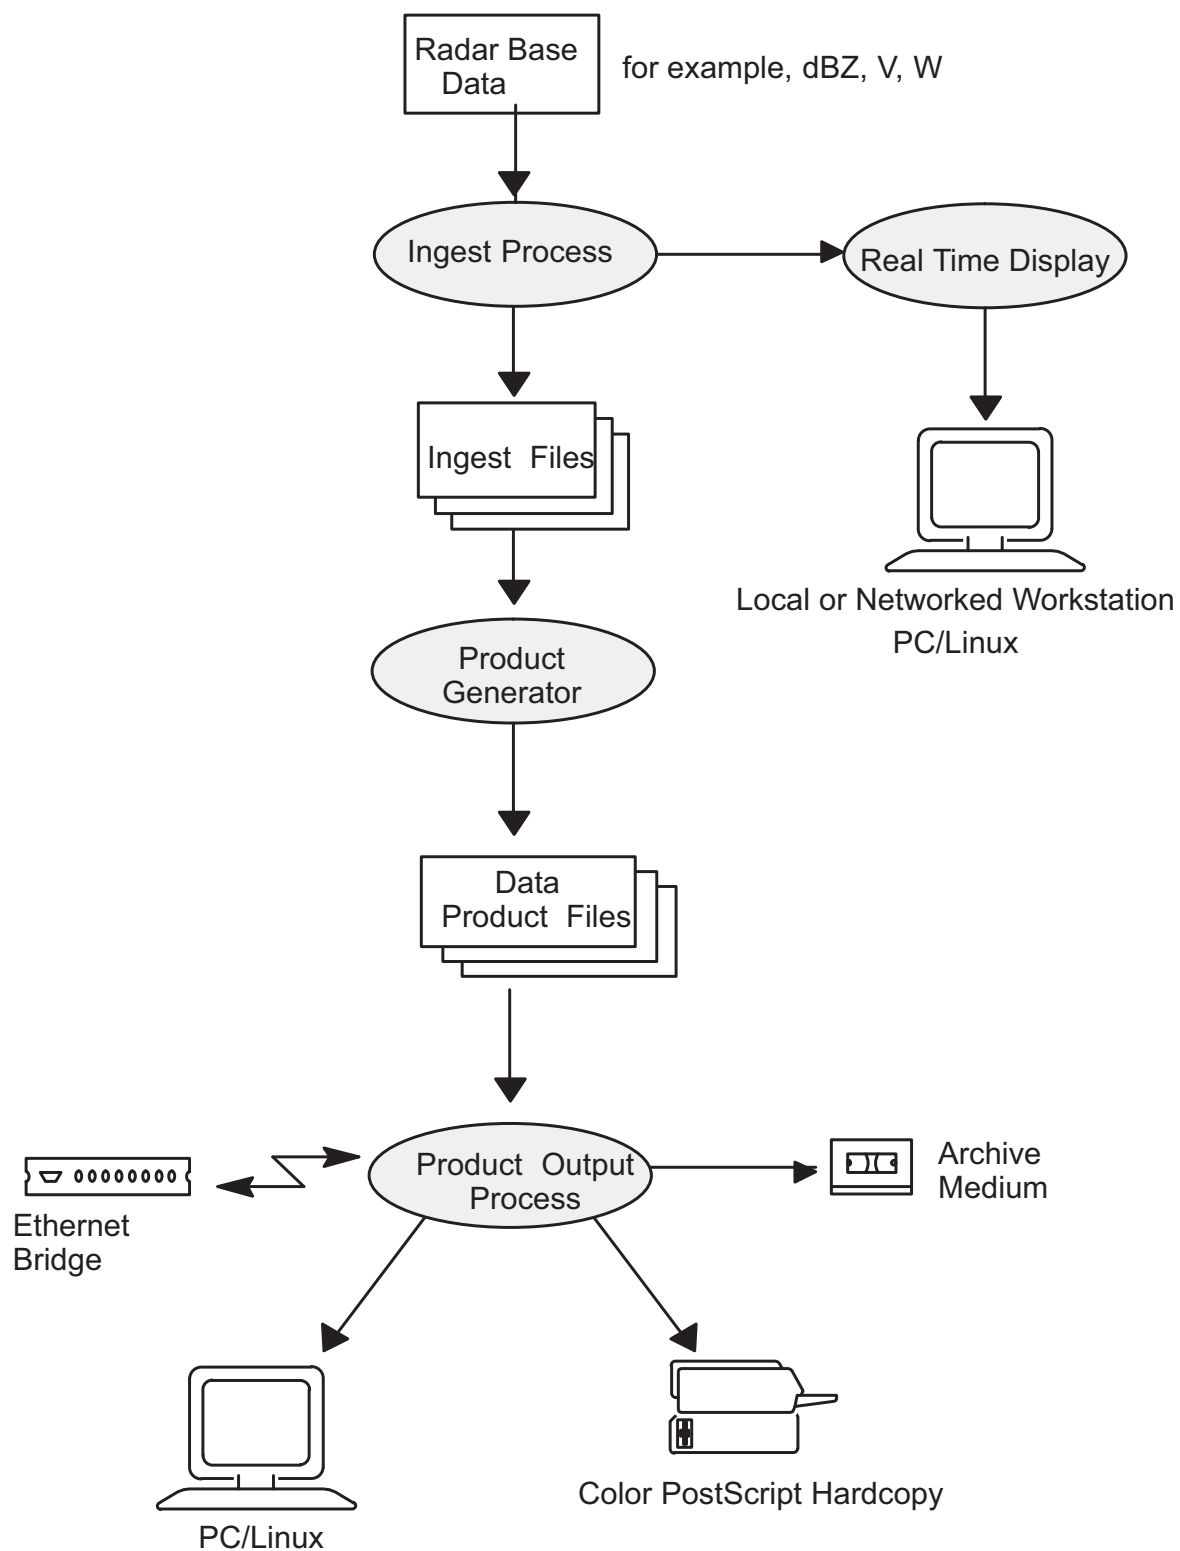 Radar Base
Data
for example, dBZ, V, W
Ingest Process
Real Time Display
Ingest Files
Local or Networked Workstation
PC/Linux
Product
Generator
Data
Product Files
Product Output
Process
Archive
Medium
Ethernet
Bridge
Color PostScript Hardcopy
PC/Linux